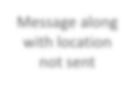 Message along
with location
not sent